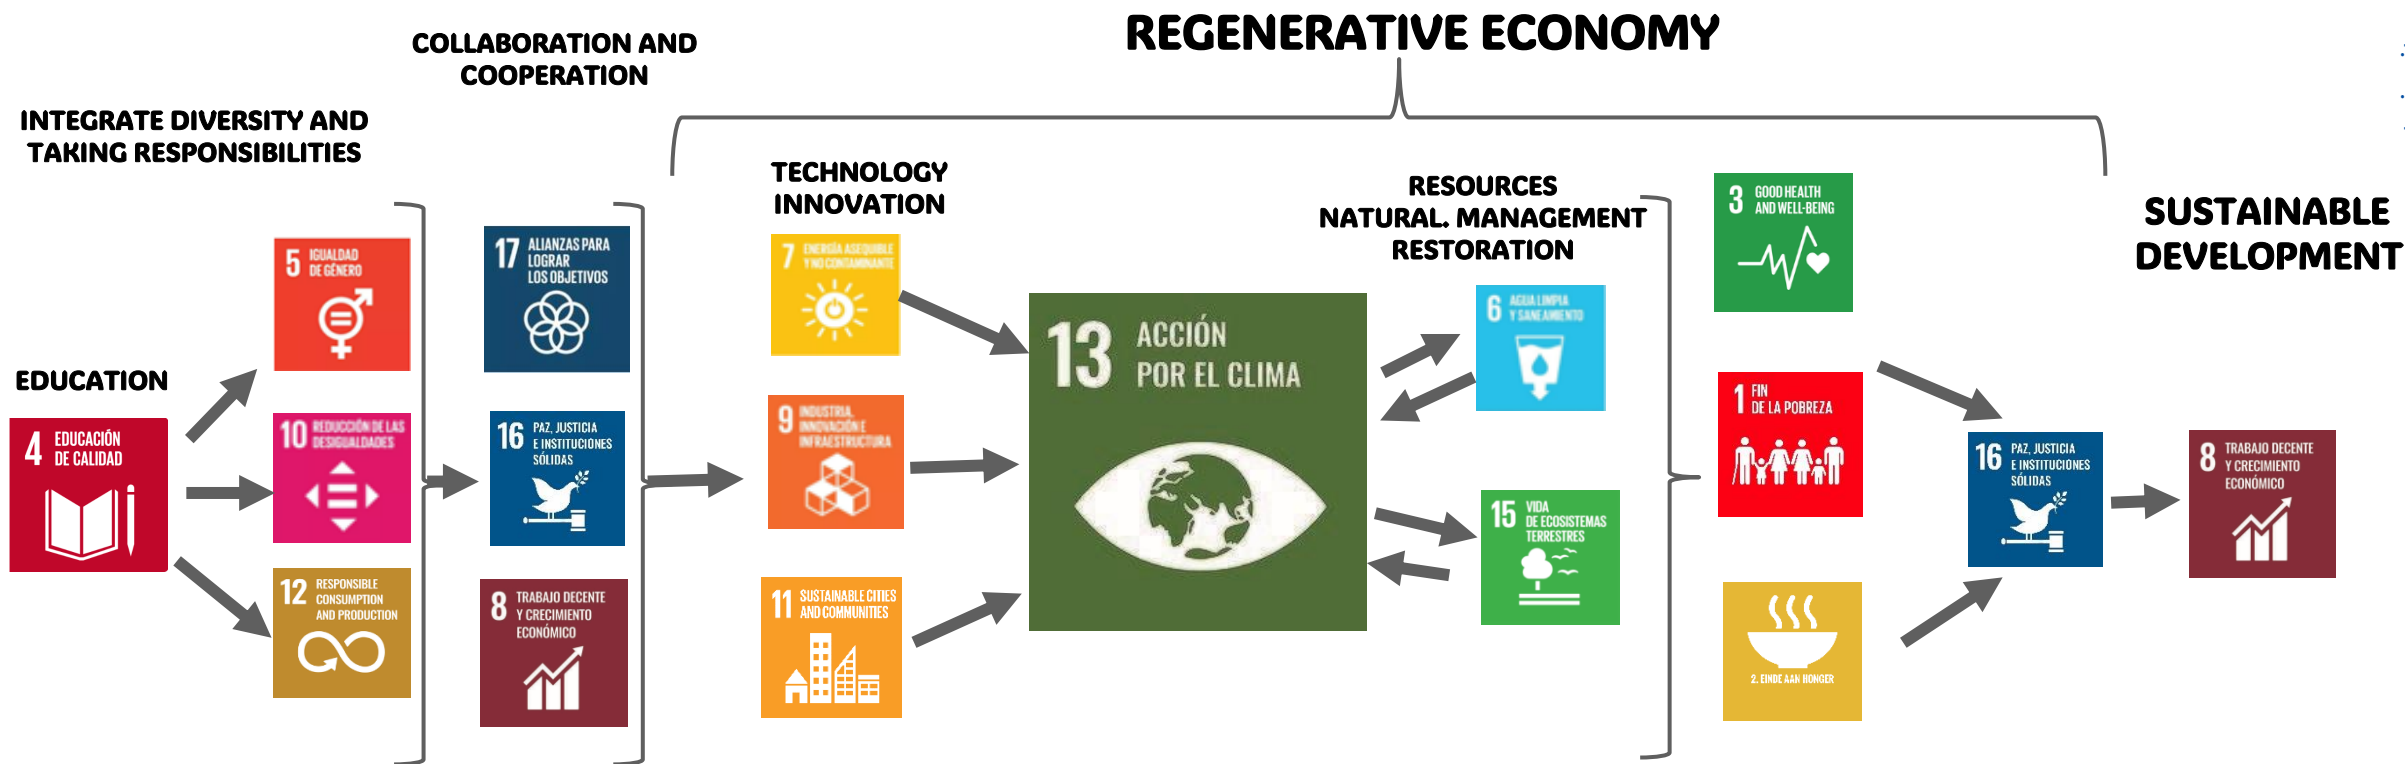 REGENERATIVE ECONOMY
COLLABORATION AND
COOPERATION
INTEGRATE DIVERSITY AND
TAKING RESPONSIBILITIES
TECHNOLOGY
INNOVATION
RESOURCES
NATURAL. MANAGEMENT
RESTORATION
SUSTAINABLE
DEVELOPMENT
EDUCATION
4 EDUCACIÓN
DE CALIDAD
5 IGUALDAD
DE GÉNERO
10 REDUCCIÓN DE LAS
DESIGUALDADES
12 RESPONSIBLE
CONSUMPTION
AND PRODUCTION
17 ALIANZAS PARA
LOGRAR
LOS OBJETIVOS
16 PAZ, JUSTICIA
E INSTITUCIONES
SÓLIDAS
8 TRABAJO DECENTE
Y CRECIMIENTO
ECONÓMICO
7 ENERGÍA ASEQUIBLE
Y NO CONTAMINANTE
9 INDUSTRIA,
INNOVACIÓN E
INFRAESTRUCTURA
11 SUSTAINABLE CITIES
AND COMMUNITIES
13 ACCIÓN
POR EL CLIMA
6 AGUA LIMPIA
Y SANEAMIENTO
15 VIDA
DE ECOSISTEMAS
TERRESTRES
3 GOOD HEALTH
AND WELL-BEING
1 FIN
DE LA POBREZA
2. EINDE AAN HONGER
16 PAZ, JUSTICIA
E INSTITUCIONES
SÓLIDAS
8 TRABAJO DECENTE
Y CRECIMIENTO
ECONÓMICO